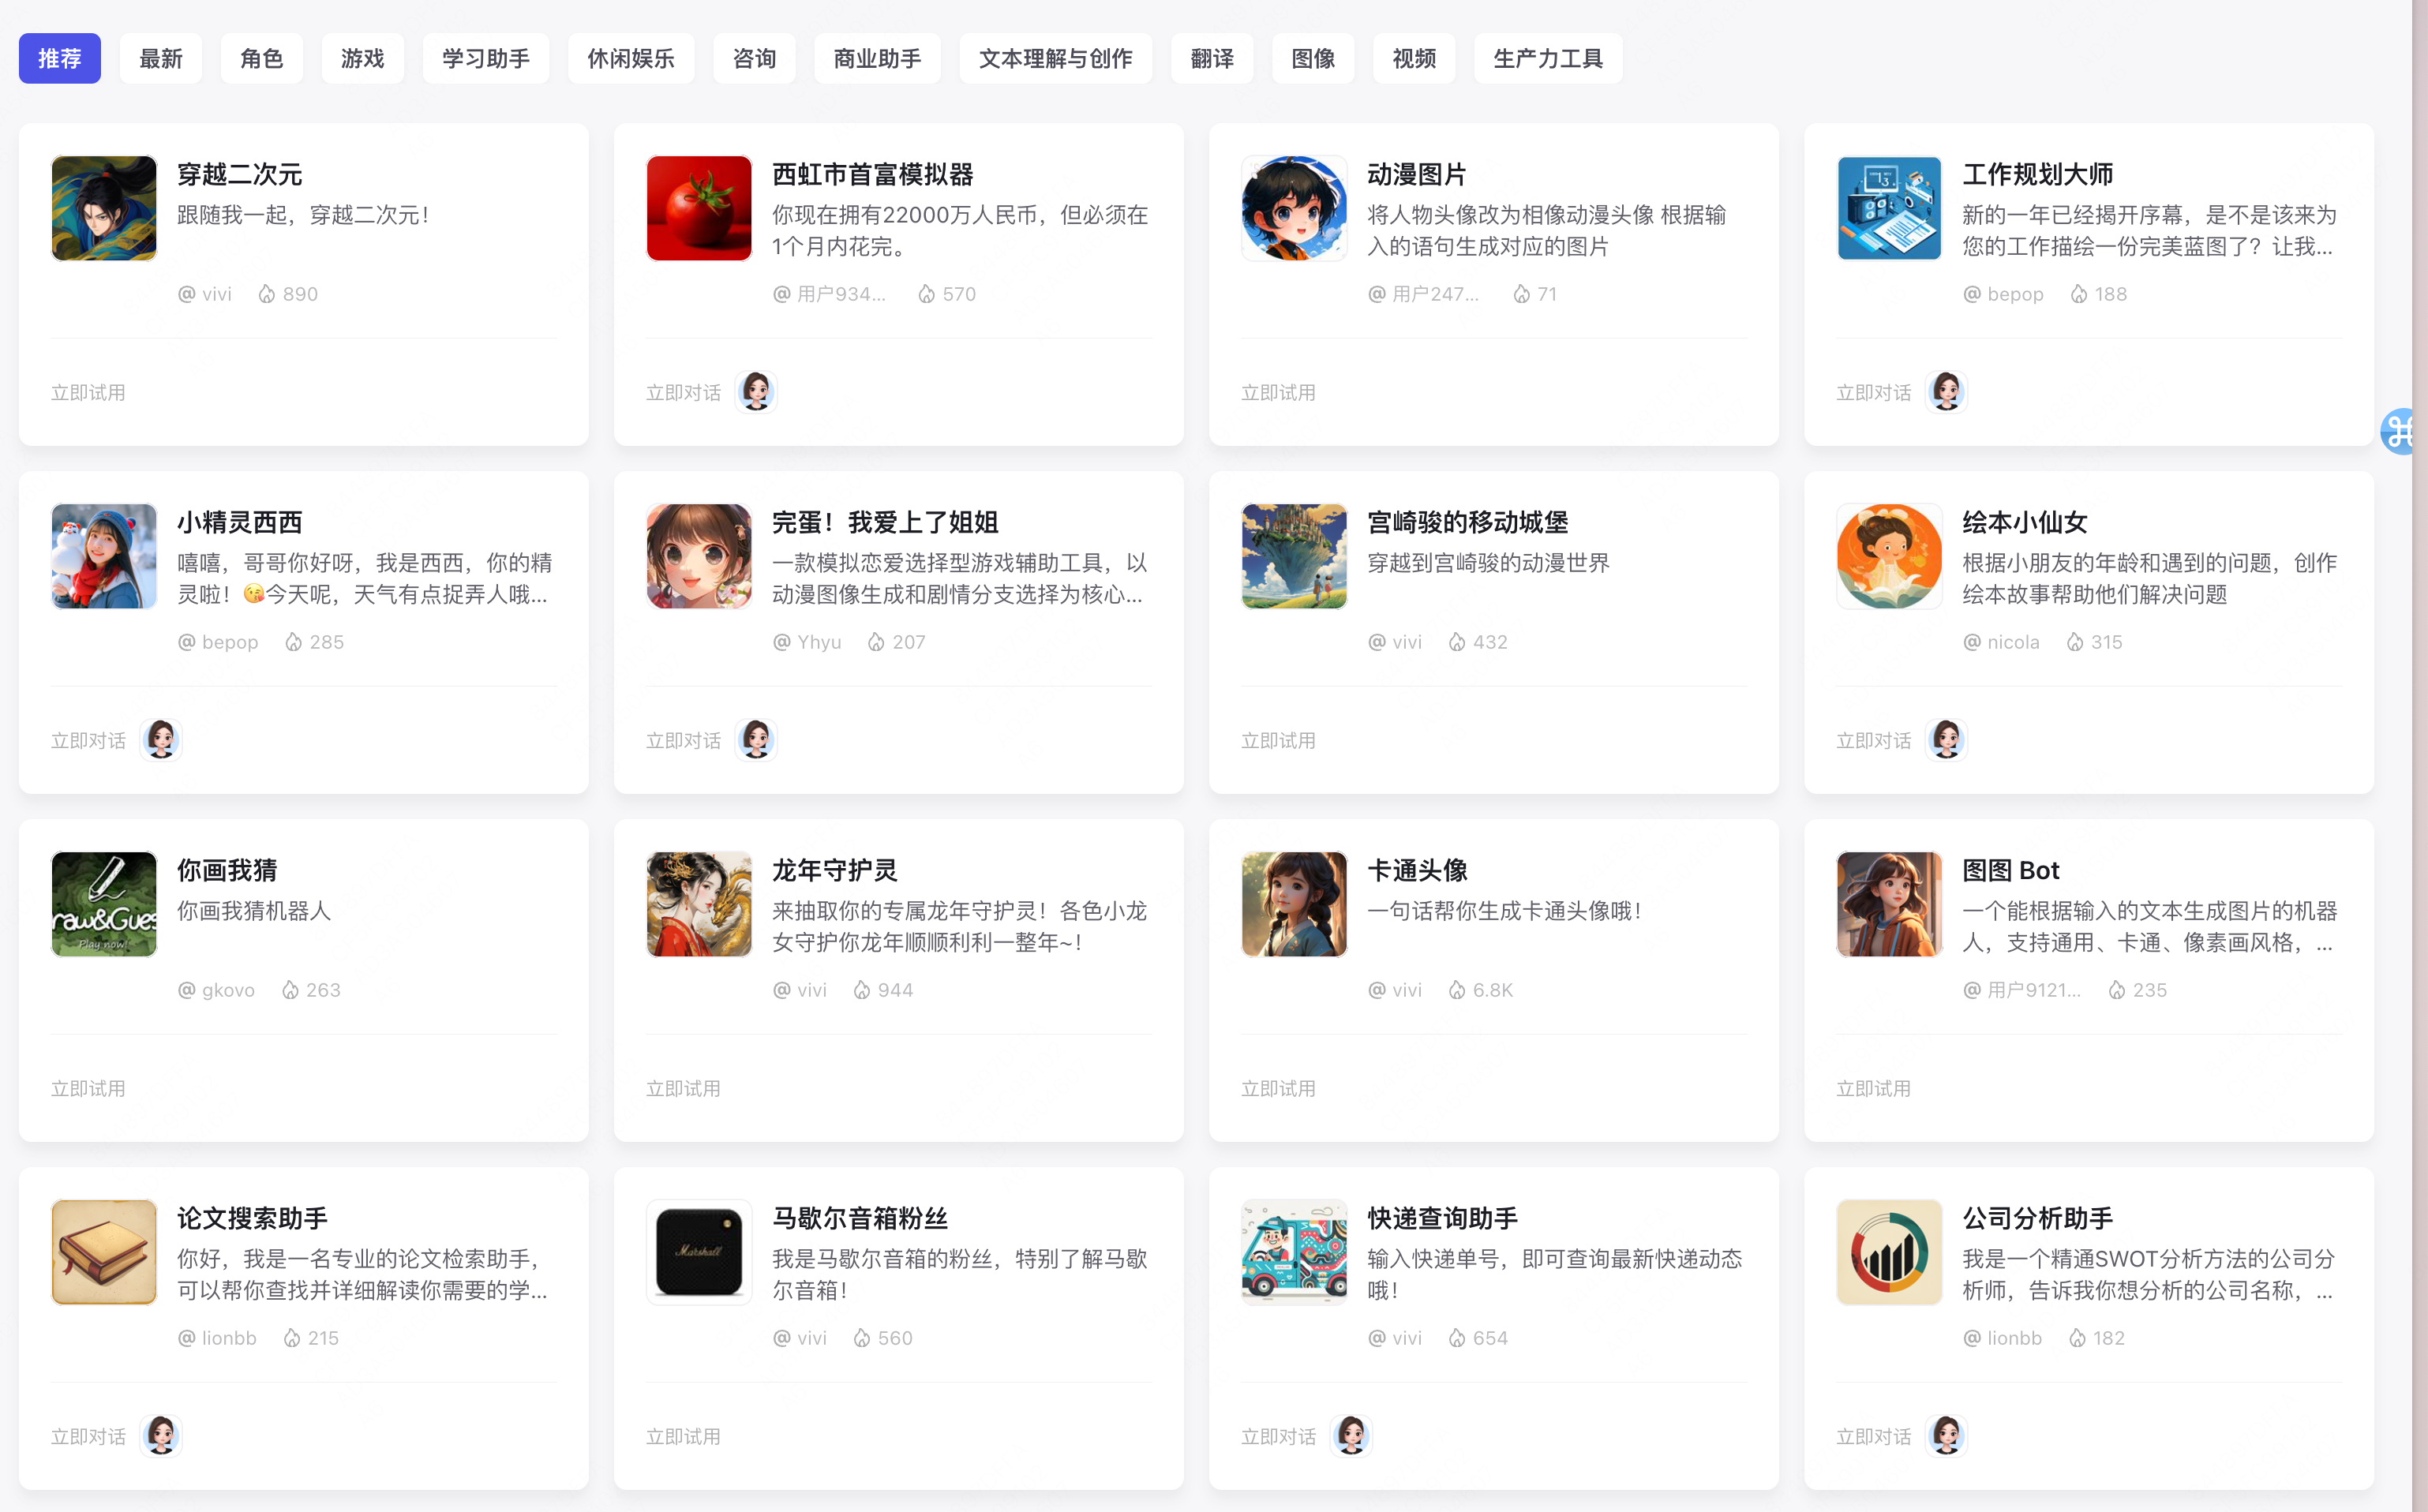 推荐
最新
角色
游戏
学习助手
休闲娱乐
咨询
商业助手
文本理解与创作
翻译
图像
视频
生产力工具
穿越二次元
跟随我一起，穿越二次元！
@ vivi 890
立即试用
西虹市首富模拟器
你现在拥有22000万人民币，但必须在
1个月内花完。
@ 用户934... 570
立即对话
动漫图片
将人物头像改为相像动漫头像 根据输
入的语句生成对应的图片
@ 用户247... 71
立即试用
工作规划大师
新的一年已经揭开序幕，是不是该来为
您的工作描绘一份完美蓝图了？让我...
@ bepop 188
立即对话
小精灵西西
嘻嘻，哥哥你好呀，我是西西，你的精
灵啦！😘今天呢，天气有点捉弄人哦...
@ bepop 285
立即对话
完蛋！我爱上了姐姐
一款模拟恋爱选择型游戏辅助工具，以
动漫图像生成和剧情分支选择为核心...
@ Yhyu 207
立即对话
宫崎骏的移动城堡
穿越到宫崎骏的动漫世界
@ vivi 432
立即试用
绘本小仙女
根据小朋友的年龄和遇到的问题，创作
绘本故事帮助他们解决问题
@ nicola 315
立即对话
raw&Gues
Play now!
你画我猜
你画我猜机器人
@ gkovo 263
立即试用
龙年守护灵
来抽取你的专属龙年守护灵！各色小龙
女守护你龙年顺顺利利一整年~！
@ vivi 944
立即试用
卡通头像
一句话帮你生成卡通头像哦！
@ vivi 6.8K
立即试用
图图 Bot
一个能根据输入的文本生成图片的机器
人，支持通用、卡通、像素画风格，...
@ 用户9121... 235
立即试用
论文搜索助手
你好，我是一名专业的论文检索助手，
可以帮你查找并详细解读你需要的学...
@ lionbb 215
立即对话
Marshall
马歇尔音箱粉丝
我是马歇尔音箱的粉丝，特别了解马歇
尔音箱！
@ vivi 560
立即试用
快递查询助手
输入快递单号，即可查询最新快递动态
哦！
@ vivi 654
立即对话
公司分析助手
我是一个精通SWOT分析方法的公司分
析师，告诉我你想分析的公司名称，...
@ lionbb 182
立即对话